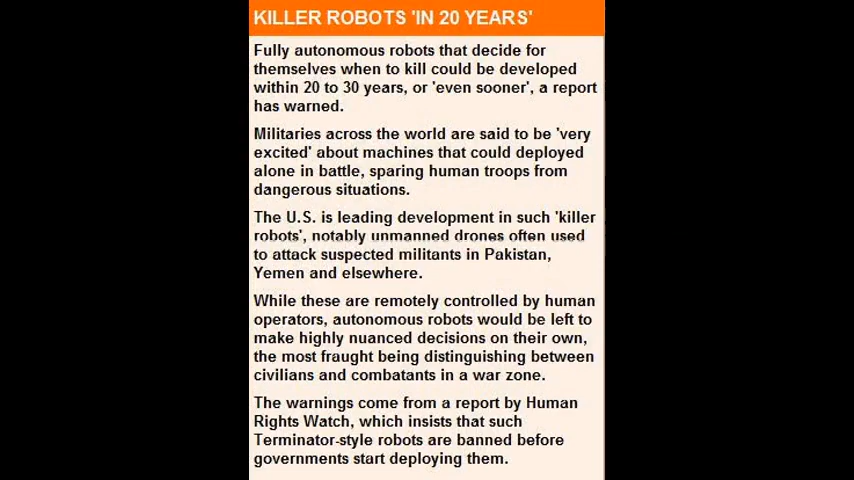 KILLER ROBOTS 'IN 20 YEARS'
Fully autonomous robots that decide for
themselves when to kill could be developed
within 20 to 30 years, or 'even sooner', a report
has warned.
Militaries across the world are said to be 'very
excited' about machines that could deployed
alone in battle, sparing human troops from
dangerous situations.
The U.S. is leading development in such 'killer
robots', notably unmanned drones often used
to attack suspected militants in Pakistan,
Yemen and elsewhere.
While these are remotely controlled by human
operators, autonomous robots would be left to
make highly nuanced decisions on their own,
the most fraught being distinguishing between
civilians and combatants in a war zone.
The warnings come from a report by Human
Rights Watch, which insists that such
Terminator-style robots are banned before
governments start deploying them.